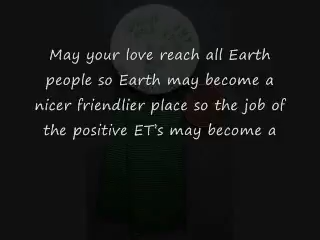 May your love reach all Earth
people so Earth may become a
nicer friendlier place so the job of
the positive ET's may become a